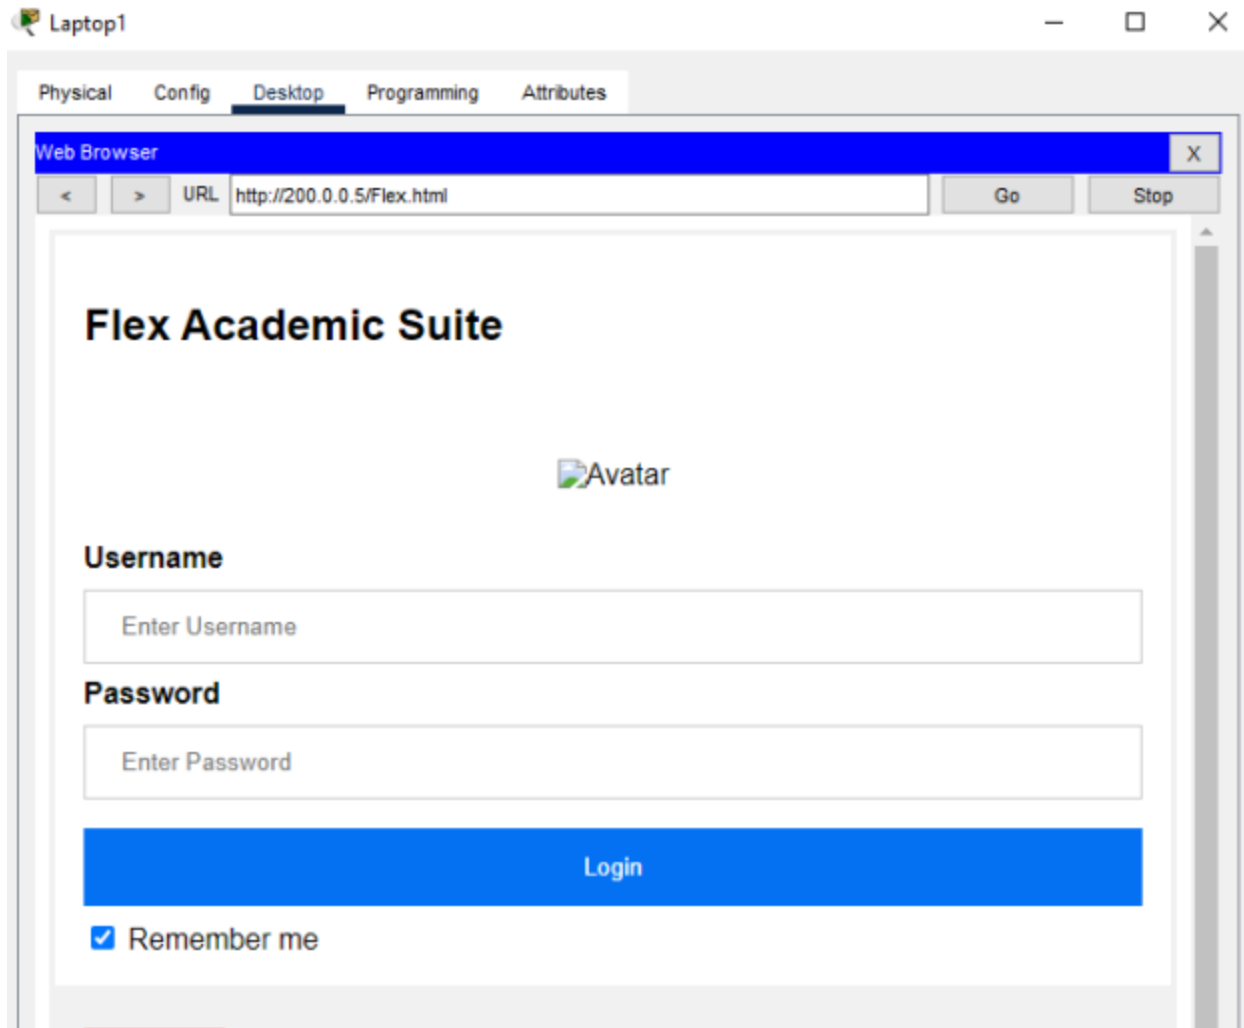 Laptop1
Physical Config Desktop Programming Attributes
Web Browser X
< > URL http://200.0.0.5/Flex.html Go Stop
Flex Academic Suite
Avatar
Username
Enter Username
Password
Enter Password
Login
Remember me